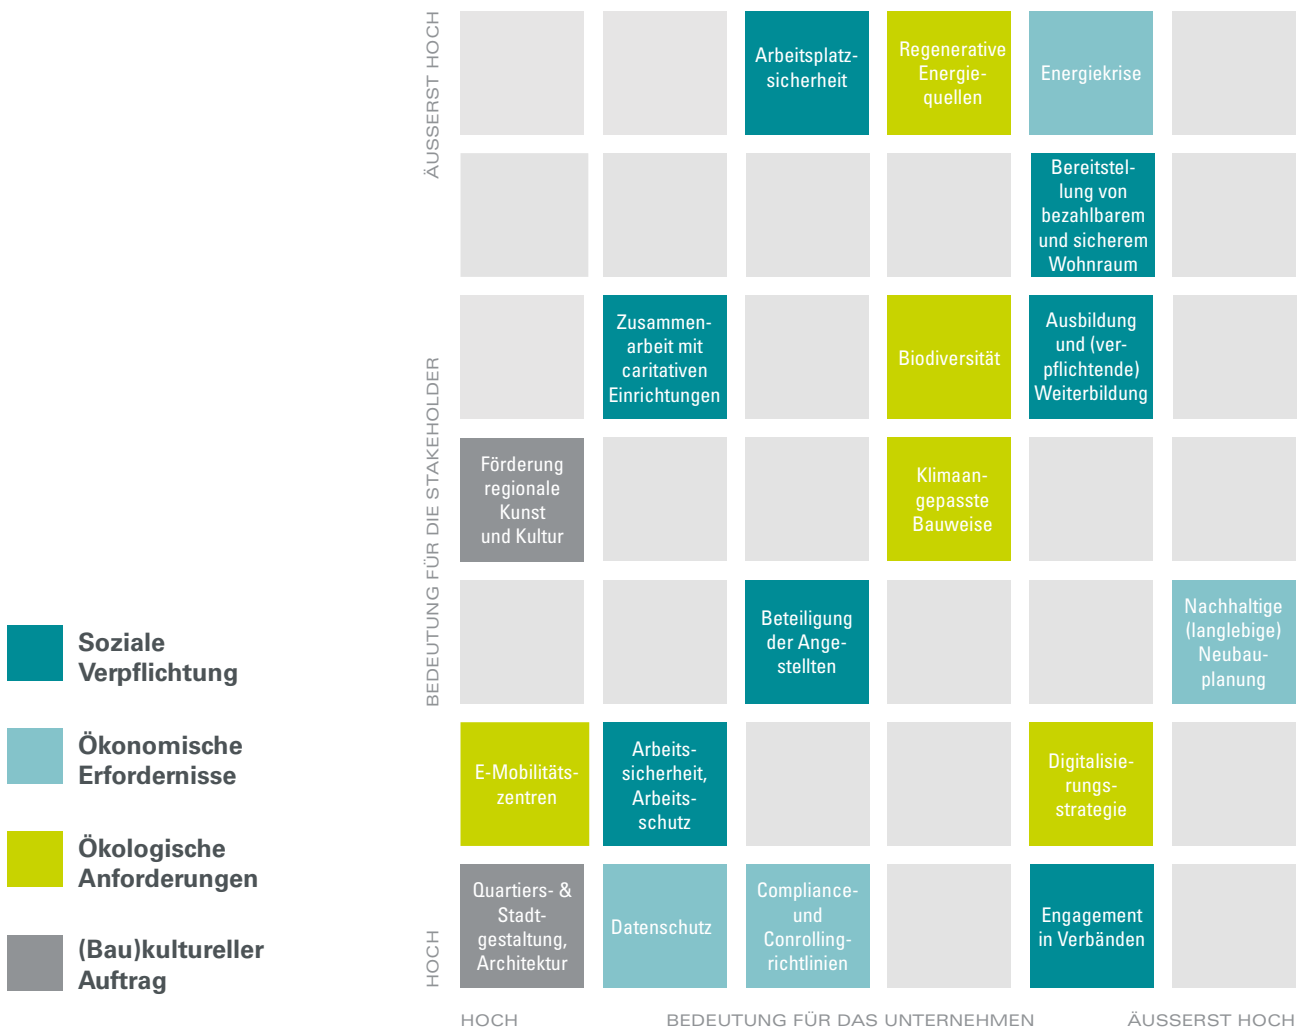 ÄUSSERST HOCH
BEDEUTUNG FÜR DIE STAKEHOLDER
HOCH
Arbeitsplatz-
sicherheit
Regenerative
Energie-
quellen
Energiekrise
Bereitstel-
lung von
bezahlbarem
und sicherem
Wohnraum
Zusammen-
arbeit mit
caritativen
Einrichtungen
Biodiversität
Ausbildung
und (ver-
pflichtende)
Weiterbildung
Förderung
regionale
Kunst
und Kultur
Klimaan-
gepasste
Bauweise
Beteiligung
der Ange-
stellten
Nachhaltige
(langlebige)
Neubau-
planung
E-Mobilitäts-
zentren
Arbeits-
sicherheit,
Arbeits-
schutz
Digitalisie-
rungs-
strategie
Quartiers- &
Stadt-
gestaltung,
Architektur
Datenschutz
Compliance-
und
Conrolling-
richtlinien
Engagement
in Verbänden
HOCH
BEDEUTUNG FÜR DAS UNTERNEHMEN
ÄUSSERST HOCH
Soziale
Verpflichtung
Ökonomische
Erfordernisse
Ökologische
Anforderungen
(Bau)kultureller
Auftrag